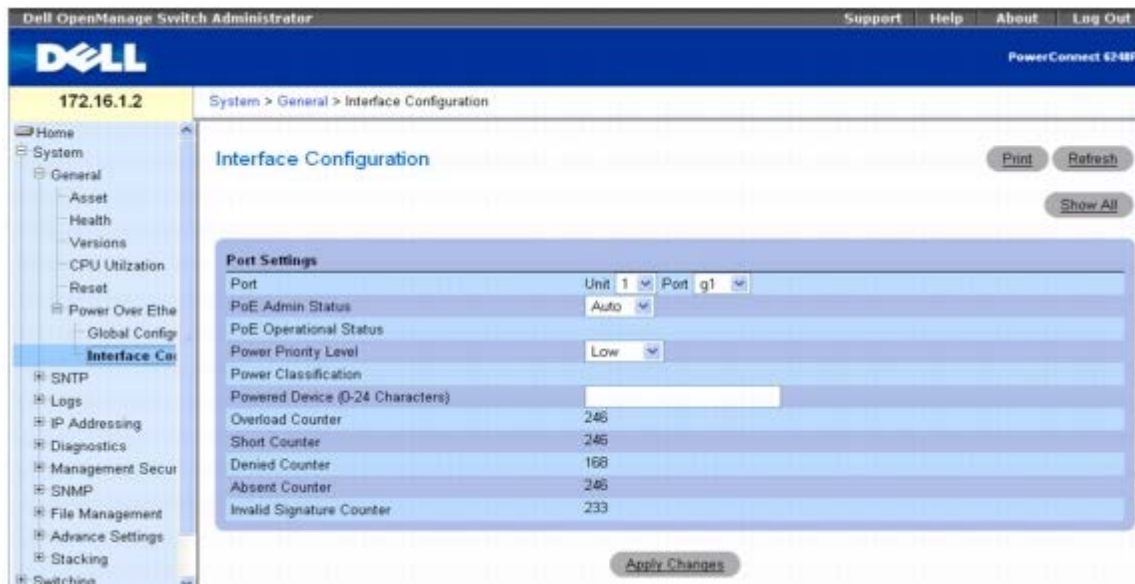 Dell OpenManage Switch Administrator Support Help About Log Out
DELL
PowerConnect 6248P
172.16.1.2
System > General > Interface Configuration
Home
System
General
Asset
Health
Versions
CPU Utilzation
Reset
Power Over Ethe
Global Configu
Interface Co
SNTP
Logs
IP Addressing
Diagnostics
Management Secur
SNMP
File Management
Advance Settings
Stacking
Switching
Interface Configuration
Print Refresh
Show All
Port Settings
Port Unit 1 Port g1
PoE Admin Status Auto
PoE Operational Status
Power Priority Level Low
Power Classification
Powered Device (0-24 Characters)
Overload Counter 246
Short Counter 246
Denied Counter 168
Absent Counter 246
Invalid Signature Counter 233
Apply Changes